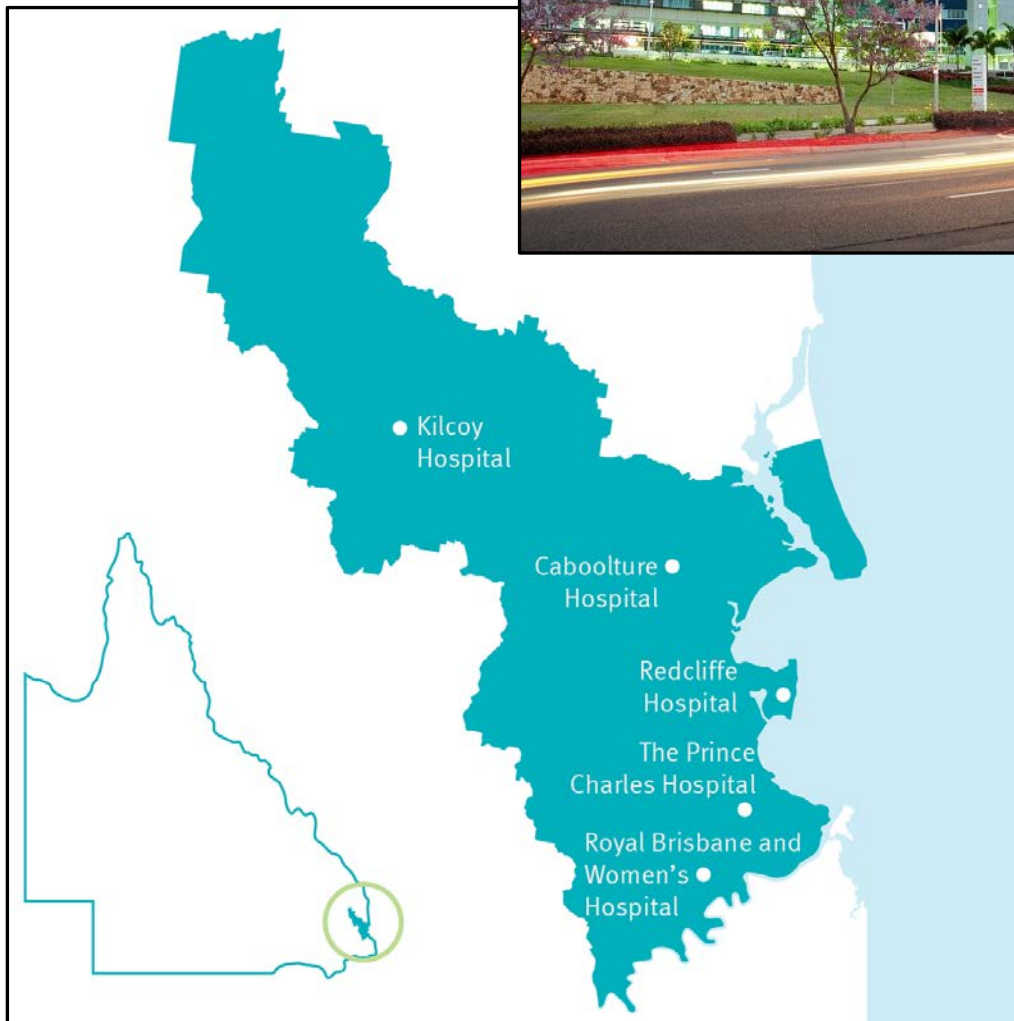 Kilcoy
Hospital
Caboolture
Hospital
Redcliffe
Hospital
The Prince
Charles Hospital
Royal Brisbane and
Women's
Hospital